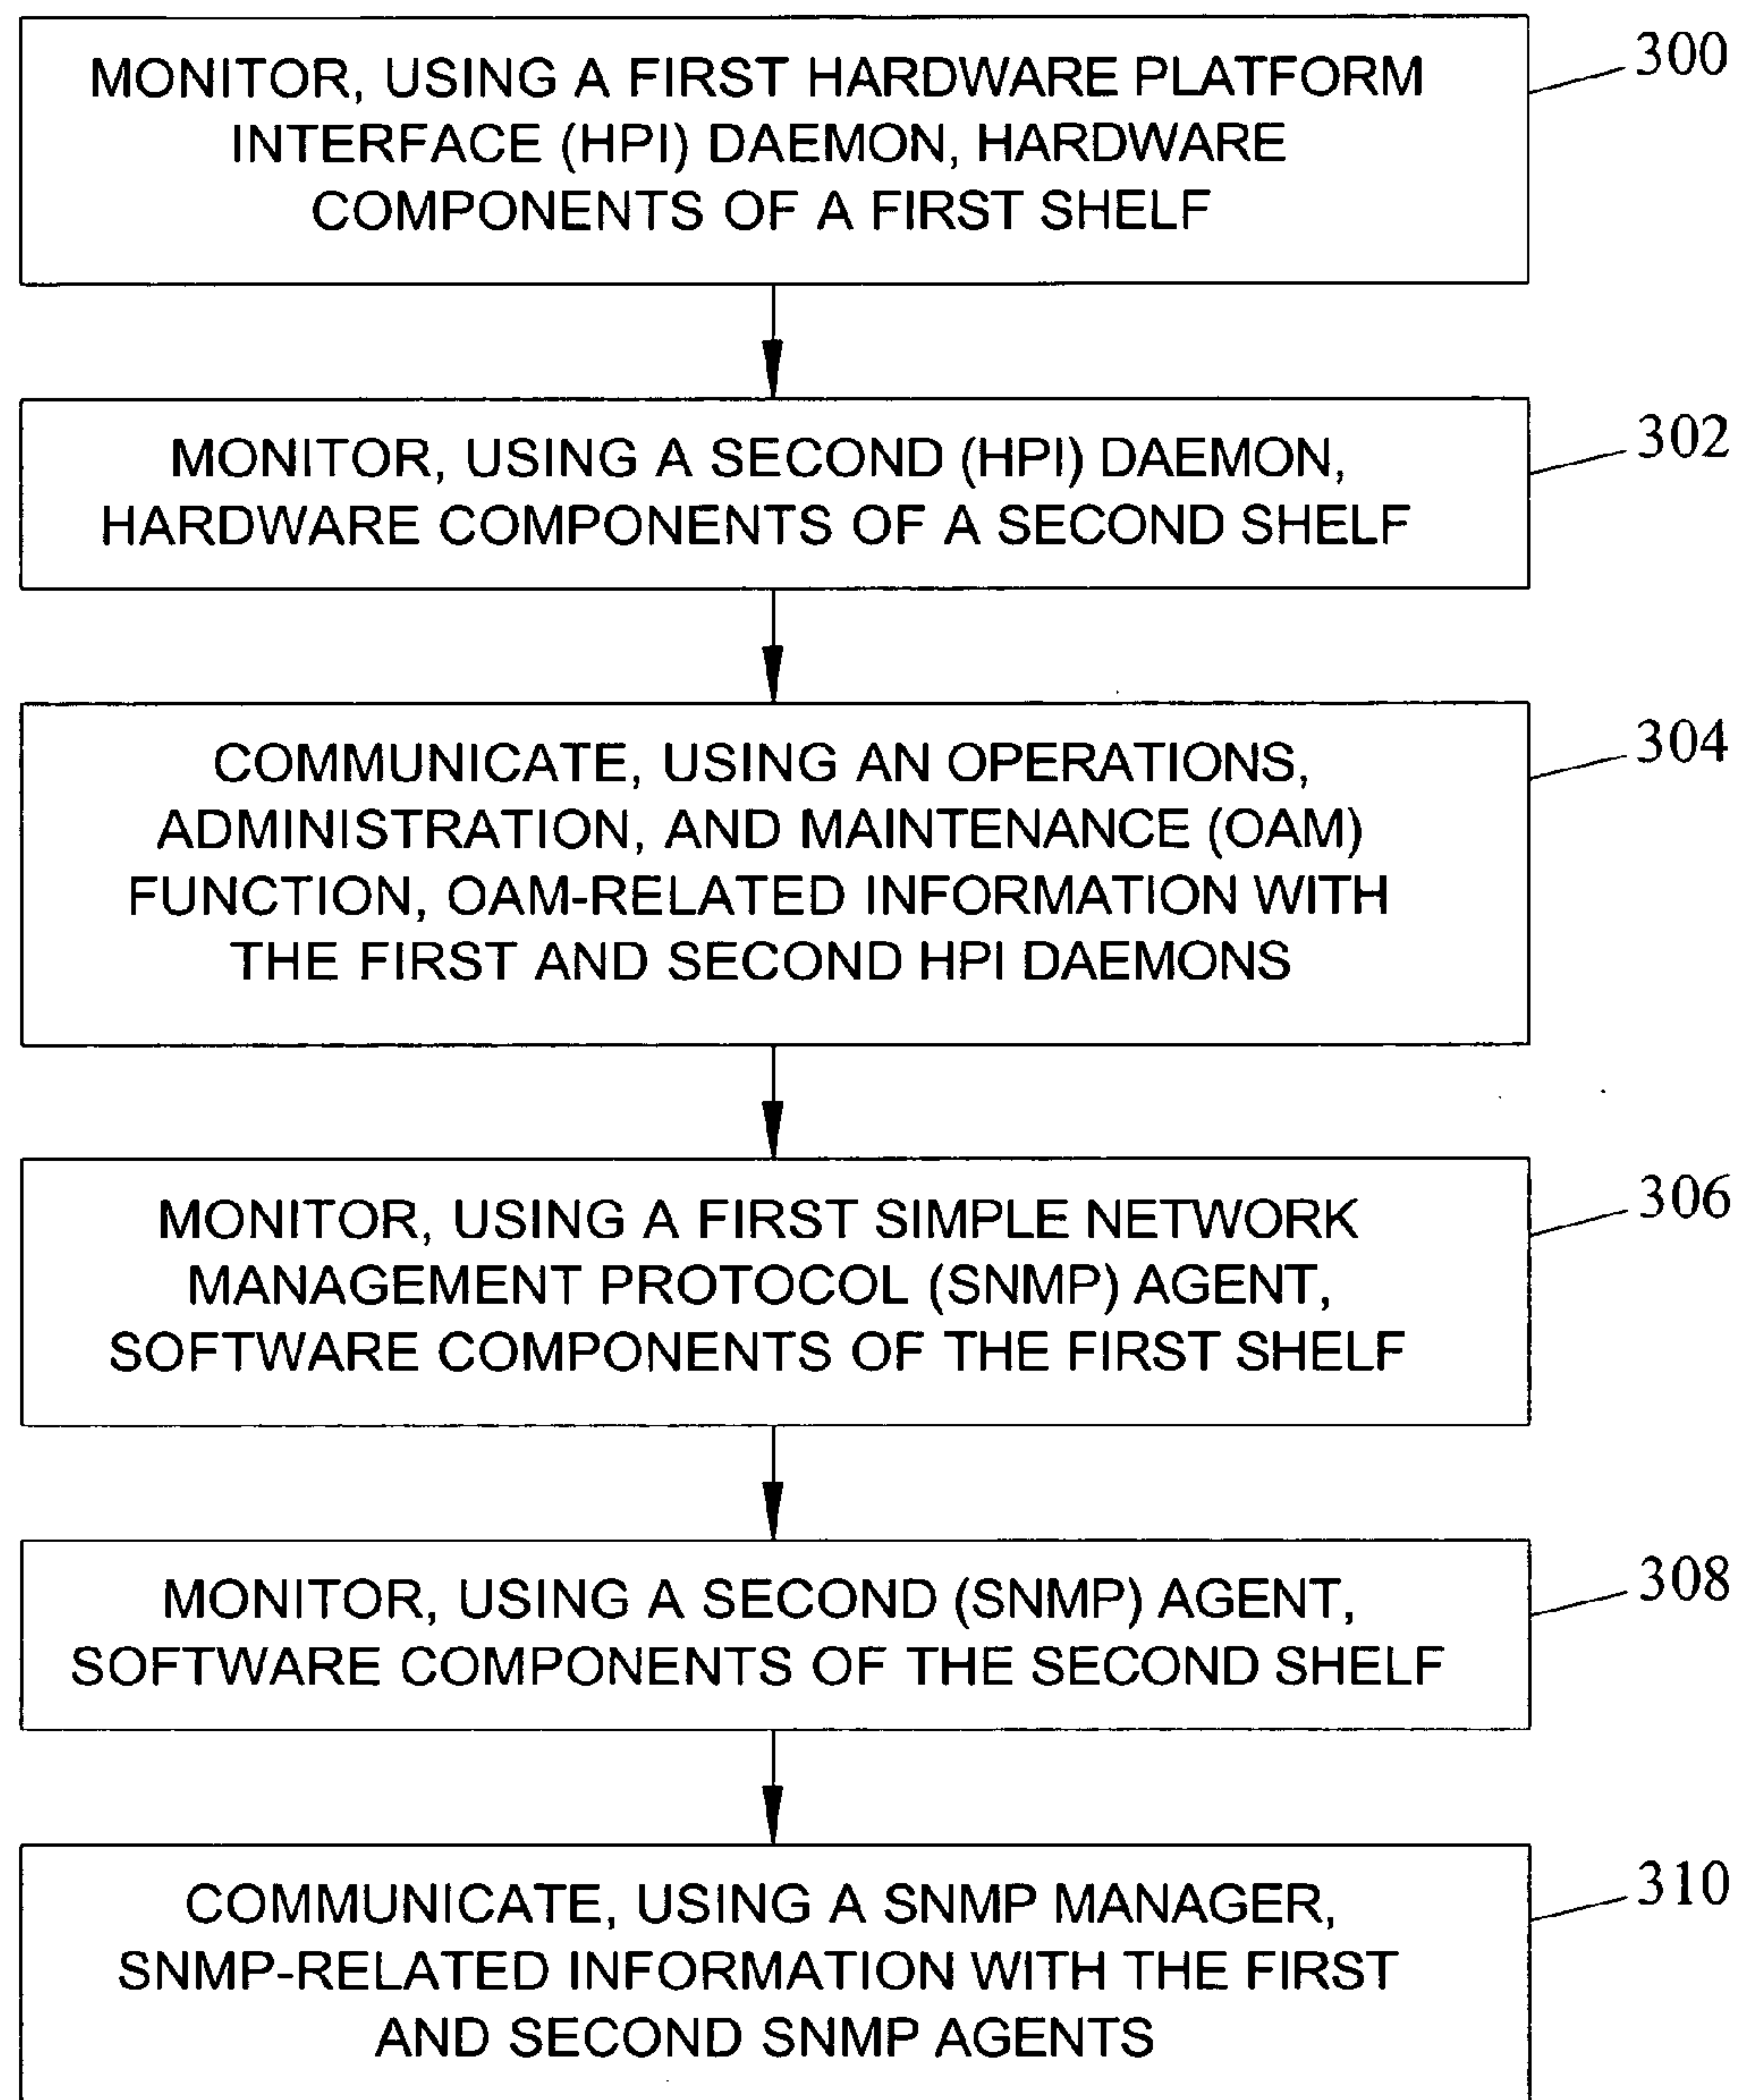 MONITOR, USING A FIRST HARDWARE PLATFORM
INTERFACE (HPI) DAEMON, HARDWARE
COMPONENTS OF A FIRST SHELF
300
MONITOR, USING A SECOND (HPI) DAEMON,
HARDWARE COMPONENTS OF A SECOND SHELF
302
COMMUNICATE, USING AN OPERATIONS,
ADMINISTRATION, AND MAINTENANCE (OAM)
FUNCTION, OAM-RELATED INFORMATION WITH
THE FIRST AND SECOND HPI DAEMONS
304
MONITOR, USING A FIRST SIMPLE NETWORK
MANAGEMENT PROTOCOL (SNMP) AGENT,
SOFTWARE COMPONENTS OF THE FIRST SHELF
306
MONITOR, USING A SECOND (SNMP) AGENT,
SOFTWARE COMPONENTS OF THE SECOND SHELF
308
COMMUNICATE, USING A SNMP MANAGER,
SNMP-RELATED INFORMATION WITH THE FIRST
AND SECOND SNMP AGENTS
310